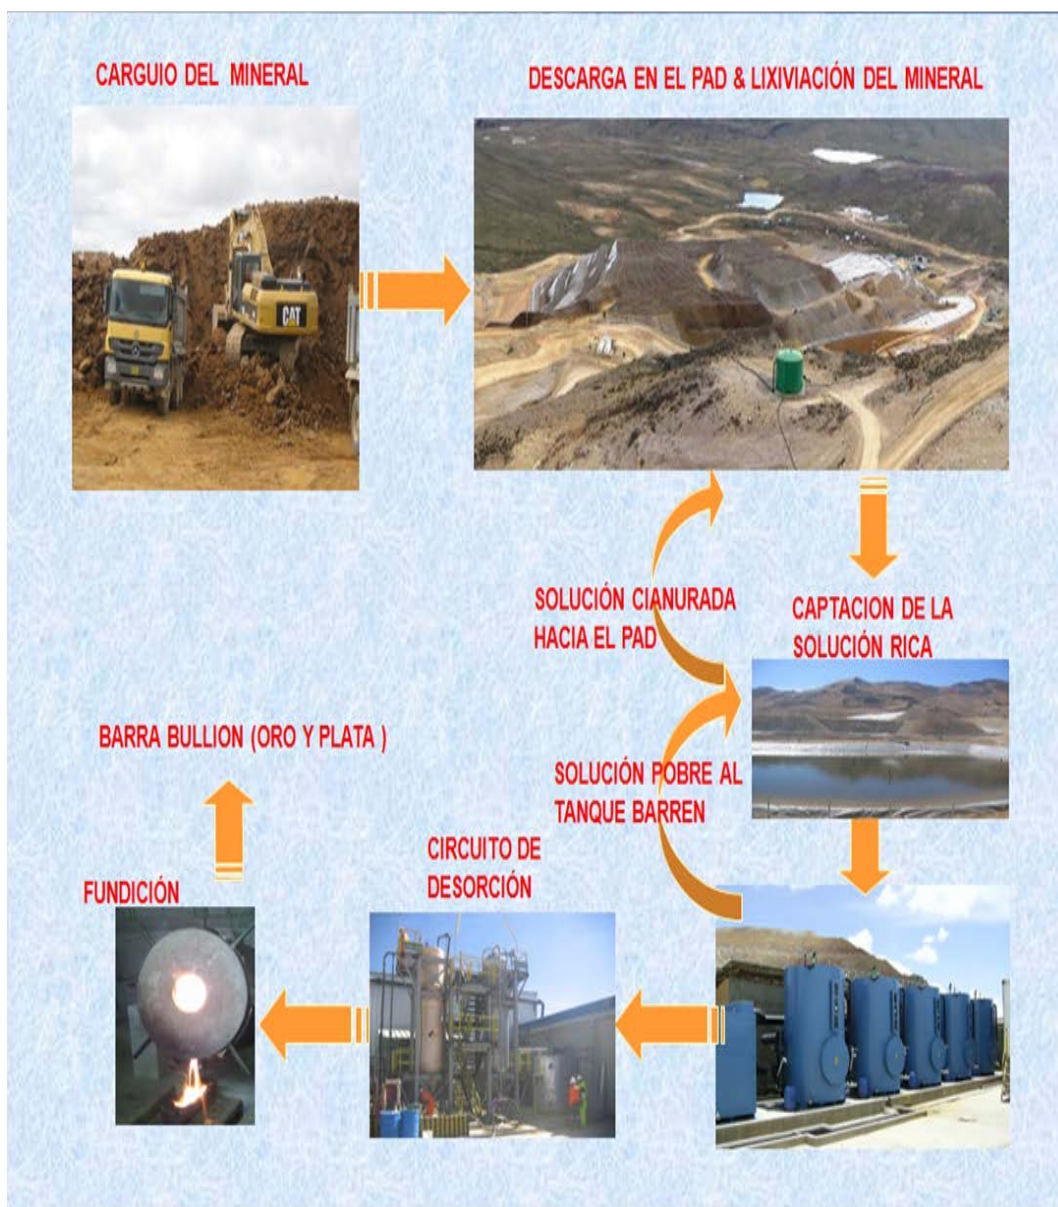 CARGUIO DEL MINERAL
DESCARGA EN EL PAD & LIXIVIACIÓN DEL MINERAL
CAT
SOLUCIÓN CIANURADA
HACIA EL PAD
CAPTACION DE LA
SOLUCIÓN RICA
BARRA BULLION (ORO Y PLATA )
SOLUCIÓN POBRE AL
TANQUE BARREN
CIRCUITO DE
DESORCIÓN
FUNDICIÓN